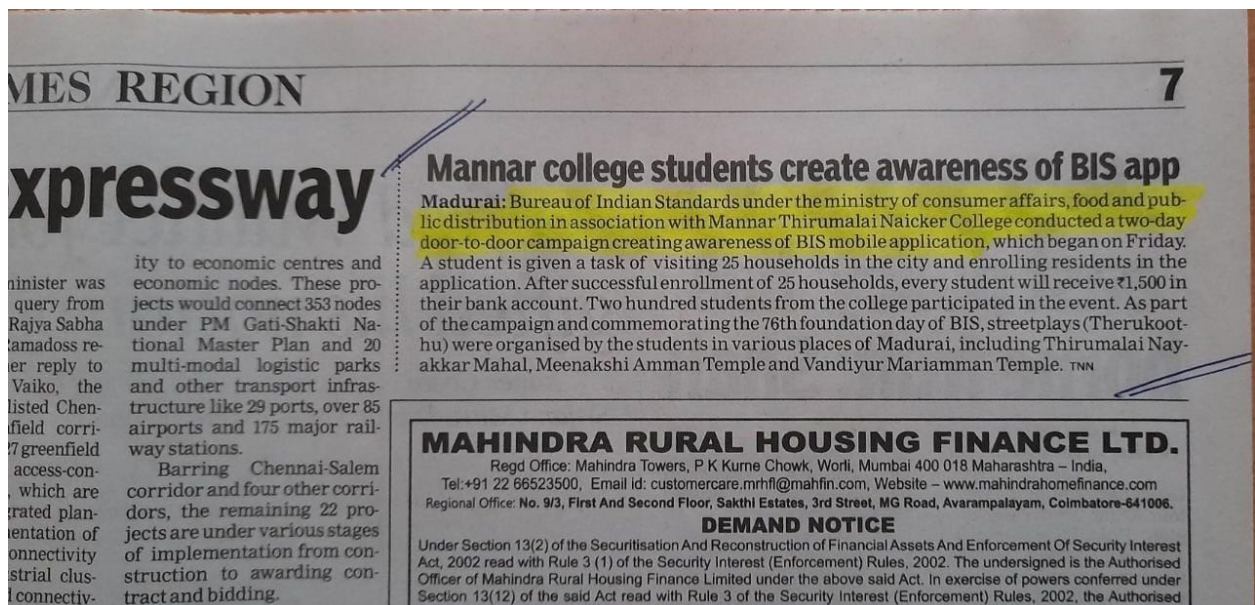 MES REGION
7
xpressway
inister was
query from
Rajya Sabha
amadoss re-
er reply to
Vaiko, the
listed Chen-
field corri-
7 greenfield
access-con-
, which are
grated plan-
entation of
onnectivity
strial clus-
connectiv-
ity to economic centres and
economic nodes. These pro-
jects would connect 353 nodes
under PM Gati-Shakti Na-
tional Master Plan and 20
multi-modal logistic parks
and other transport infras-
tructure like 29 ports, over 85
airports and 175 major rail-
way stations.
Barring Chennai-Salem
corridor and four other corri-
dors, the remaining 22 pro-
jects are under various stages
of implementation from con-
struction to awarding con-
tract and bidding.
Mannar college students create awareness of BIS app
Madurai: Bureau of Indian Standards under the ministry of consumer affairs, food and pub-
lic distribution in association with Mannar Thirumalai Naicker College conducted a two-day
door-to-door campaign creating awareness of BIS mobile application, which began on Friday.
A student is given a task of visiting 25 households in the city and enrolling residents in the
application. After successful enrollment of 25 households, every student will receive ₹1,500 in
their bank account. Two hundred students from the college participated in the event. As part
of the campaign and commemorating the 76th foundation day of BIS, streetplays (Therukoot-
hu) were organised by the students in various places of Madurai, including Thirumalai Nay-
akkar Mahal, Meenakshi Amman Temple and Vandiyur Mariamman Temple. TNN
MAHINDRA RURAL HOUSING FINANCE LTD.
Regd Office: Mahindra Towers, P K Kurne Chowk, Worli, Mumbai 400 018 Maharashtra – India,
Tel:+91 22 66523500, Email id: customercare.mrhfl@mahfin.com, Website – www.mahindrahomefinance.com
Regional Office: No. 9/3, First And Second Floor, Sakthi Estates, 3rd Street, MG Road, Avarampalayam, Coimbatore-641006.
DEMAND NOTICE
Under Section 13(2) of the Securitisation And Reconstruction of Financial Assets And Enforcement Of Security Interest
Act, 2002 read with Rule 3 (1) of the Security Interest (Enforcement) Rules, 2002. The undersigned is the Authorised
Officer of Mahindra Rural Housing Finance Limited under the above said Act. In exercise of powers conferred under
Section 13(12) of the said Act read with Rule 3 of the Security Interest (Enforcement) Rules, 2002, the Authorised